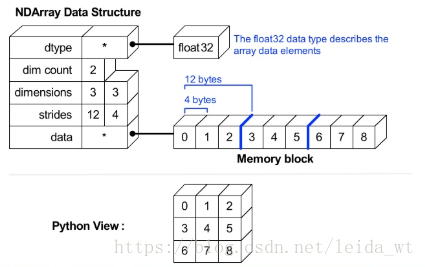 NDArray Data Structure
dtype *
float32
The float32 data type describes the
array data elements
dim count 2
dimensions 3 3
strides 12 4
data *
12 bytes
4 bytes
0 1 2 3 4 5 6 7 8
Memory block
Python View :
0 1 2
3 4 5
6 7 8
https://blog.csdn.net/leida_wt